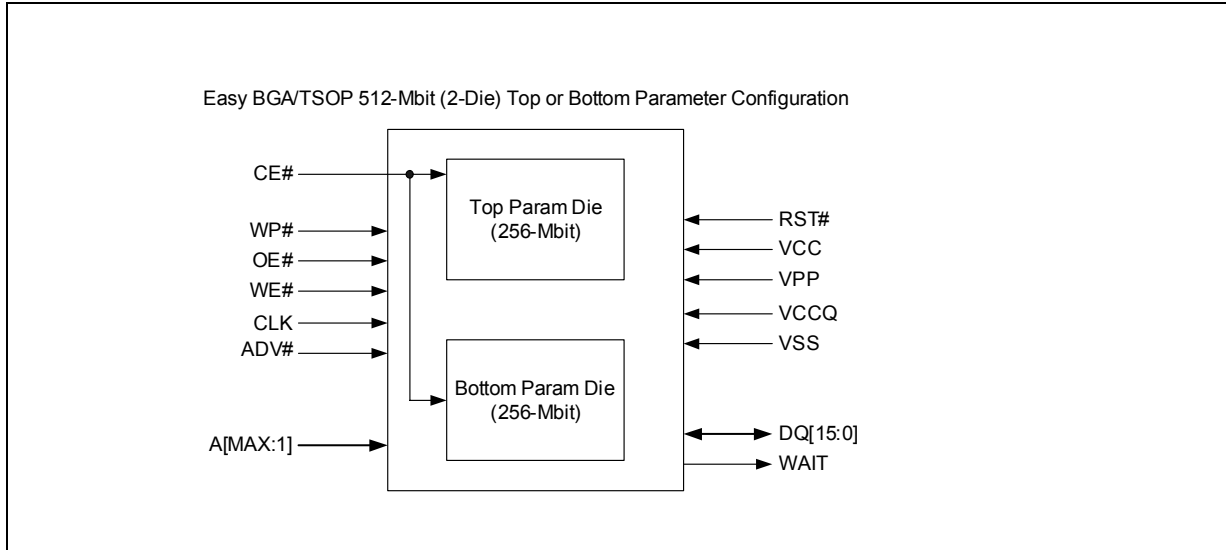 Easy BGA/TSOP 512-Mbit (2-Die) Top or Bottom Parameter Configuration
CE#
WP#
OE#
WE#
CLK
ADV#
A[MAX:1]
Top Param Die
(256-Mbit)
Bottom Param Die
(256-Mbit)
RST#
VCC
VPP
VCCQ
VSS
DQ[15:0]
WAIT